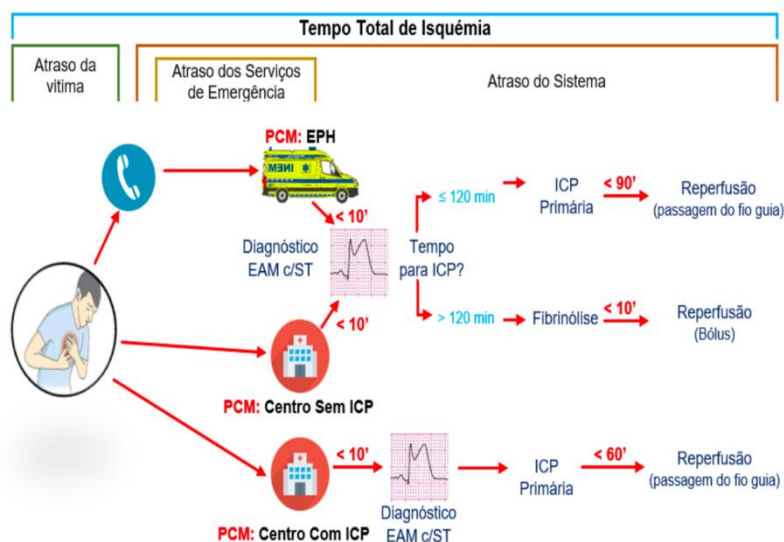 Tempo Total de Isquémia
Atraso da
vitima
Atraso dos Serviços
de Emergência
Atraso do Sistema
PCM: EPH
INEM
< 10'
Diagnóstico
EAM c/ST
Tempo
para ICP?
≤ 120 min
ICP
Primária
< 90'
Reperfusão
(passagem do fio guia)
> 120 min
Fibrinólise
< 10'
Reperfusão
(Bólus)
< 10'
PCM: Centro Sem ICP
< 10'
ICP
Primária
< 60'
Reperfusão
(passagem do fio guia)
PCM: Centro Com ICP
Diagnóstico
EAM c/ST